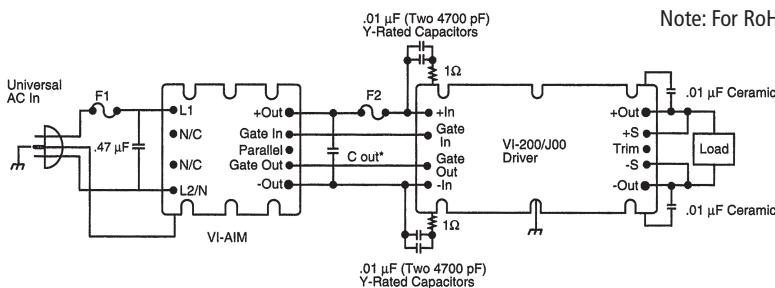 Note: For RoH
.01 µF (Two 4700 pF)
Y-Rated Capacitors
1Ω
Universal
AC In
F1
F2
.01 µF Ceramic
L1
N/C
N/C
L2/N
.47 µF
+Out
Gate In
Parallel
Gate Out
-Out
VI-AIM
C out*
+In
Gate
In
Gate
Out
-In
VI-200/J00
Driver
+Out
+S
Trim
-S
-Out
Load
1Ω
.01 µF Ceramic
.01 µF (Two 4700 pF)
Y-Rated Capacitors